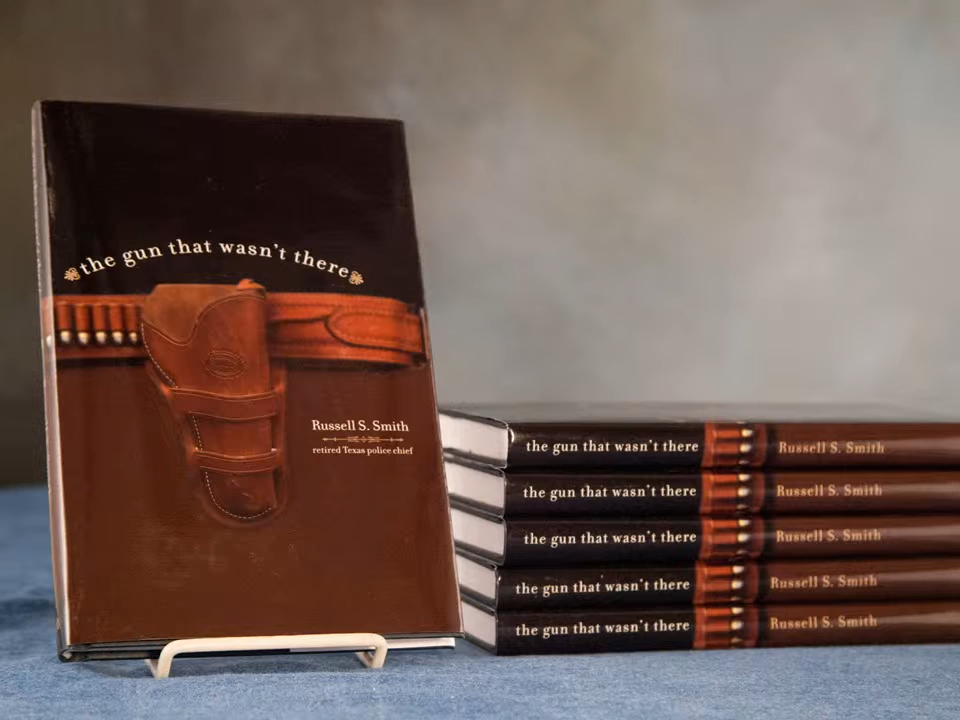 the gun that wasn't there
Russell S. Smith
retired Texas police chief
the gun that wasn't there Russell S. Smith
the gun that wasn't there Russell S. Smith
the gun that wasn't there Russell S. Smith
the gun that wasn't there Russell S. Smith
the gun that wasn't there Russell S. Smith